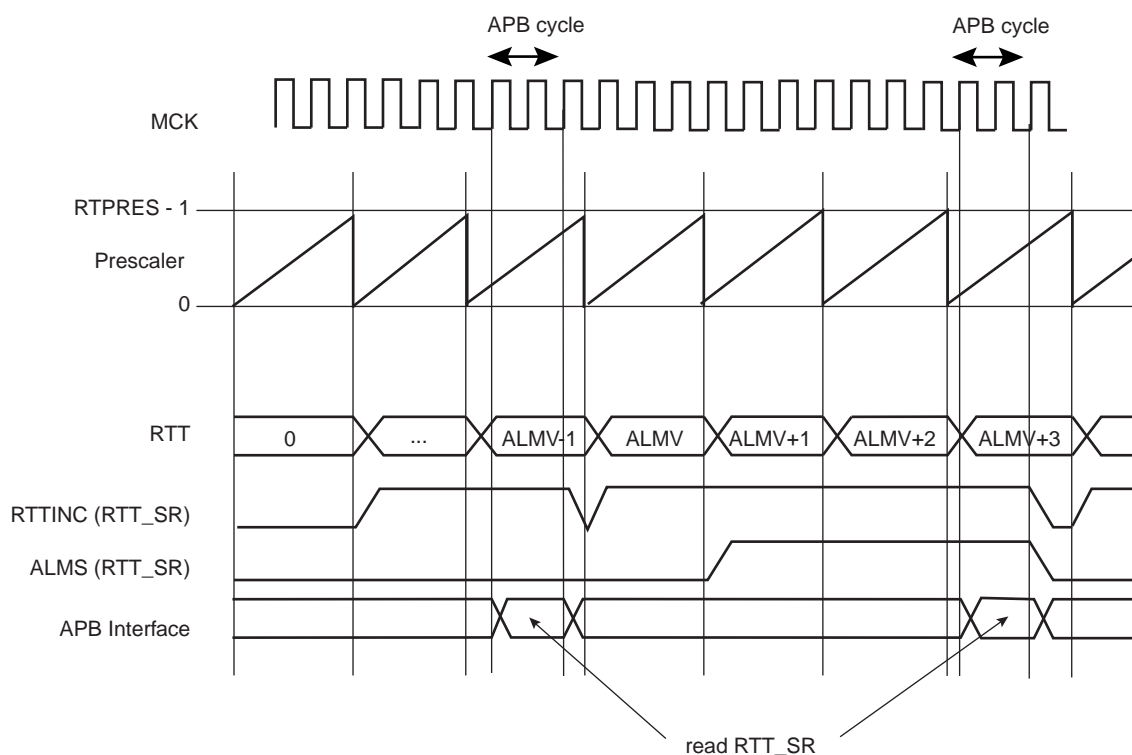 APB cycle
APB cycle
MCK
RTPRES - 1
Prescaler
0
RTT
0
...
ALMV-1
ALMV
ALMV+1
ALMV+2
ALMV+3
RTTINC (RTT_SR)
ALMS (RTT_SR)
APB Interface
read RTT_SR